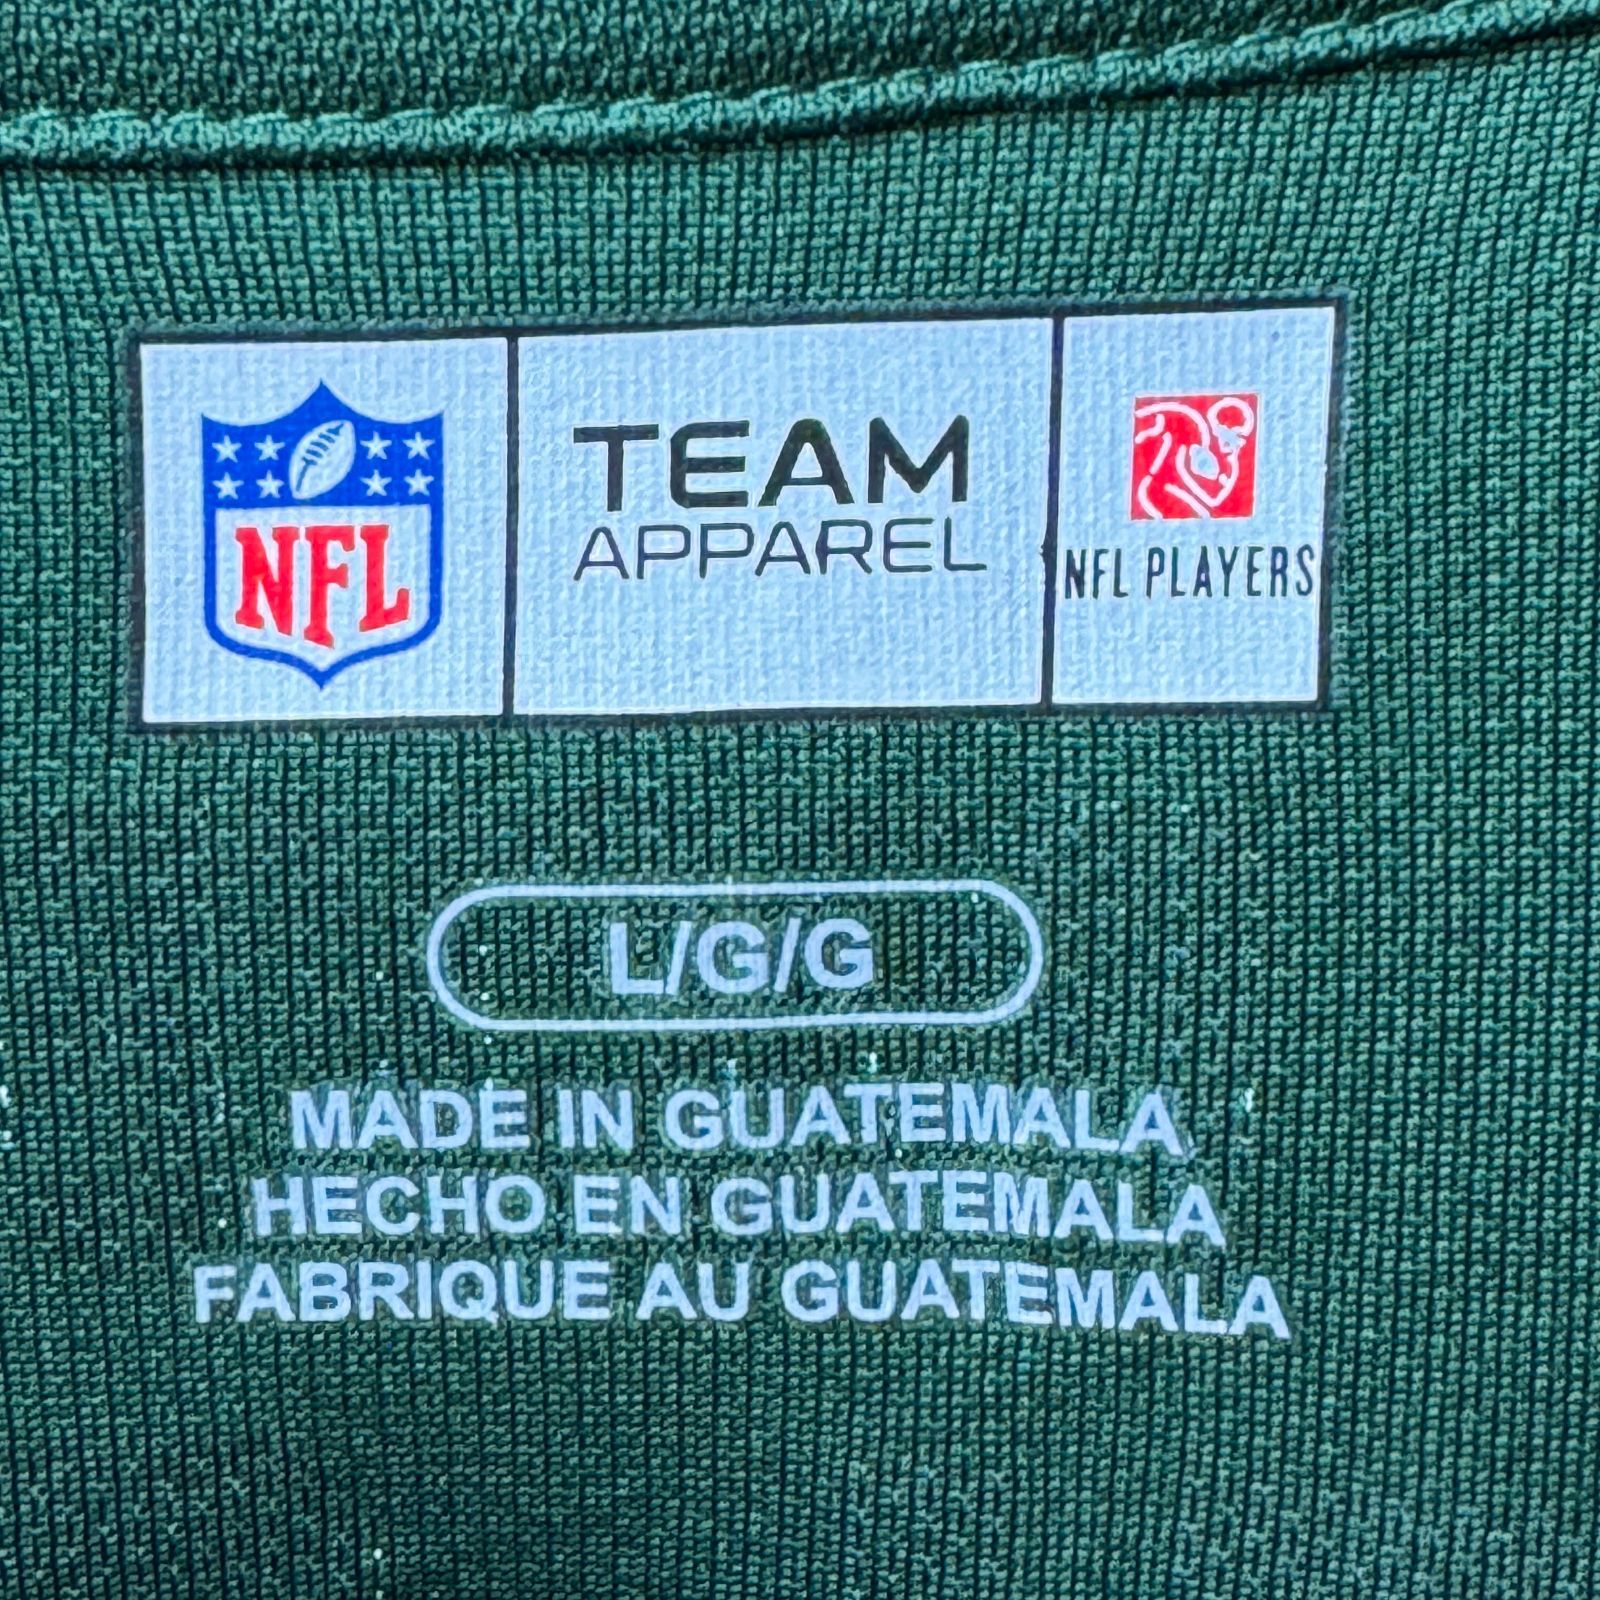 NFL
TEAM
APPAREL
NFL PLAYERS
L/G/G
MADE IN GUATEMALA
HECHO EN GUATEMALA
FABRIQUE AU GUATEMALA